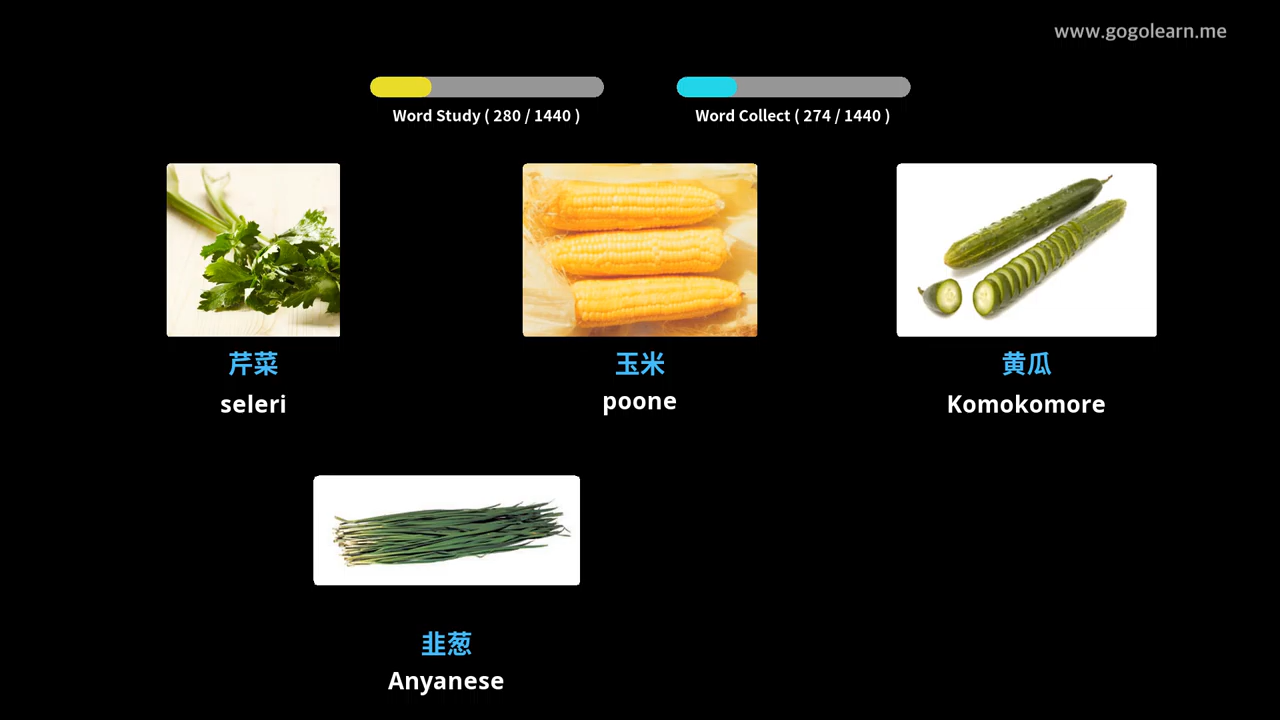 www.gogolearn.me
Word Study ( 280 / 1440 )
Word Collect ( 274 / 1440 )
芹菜
seleri
玉米
poone
黄瓜
Komokomore
韭葱
Anyanese